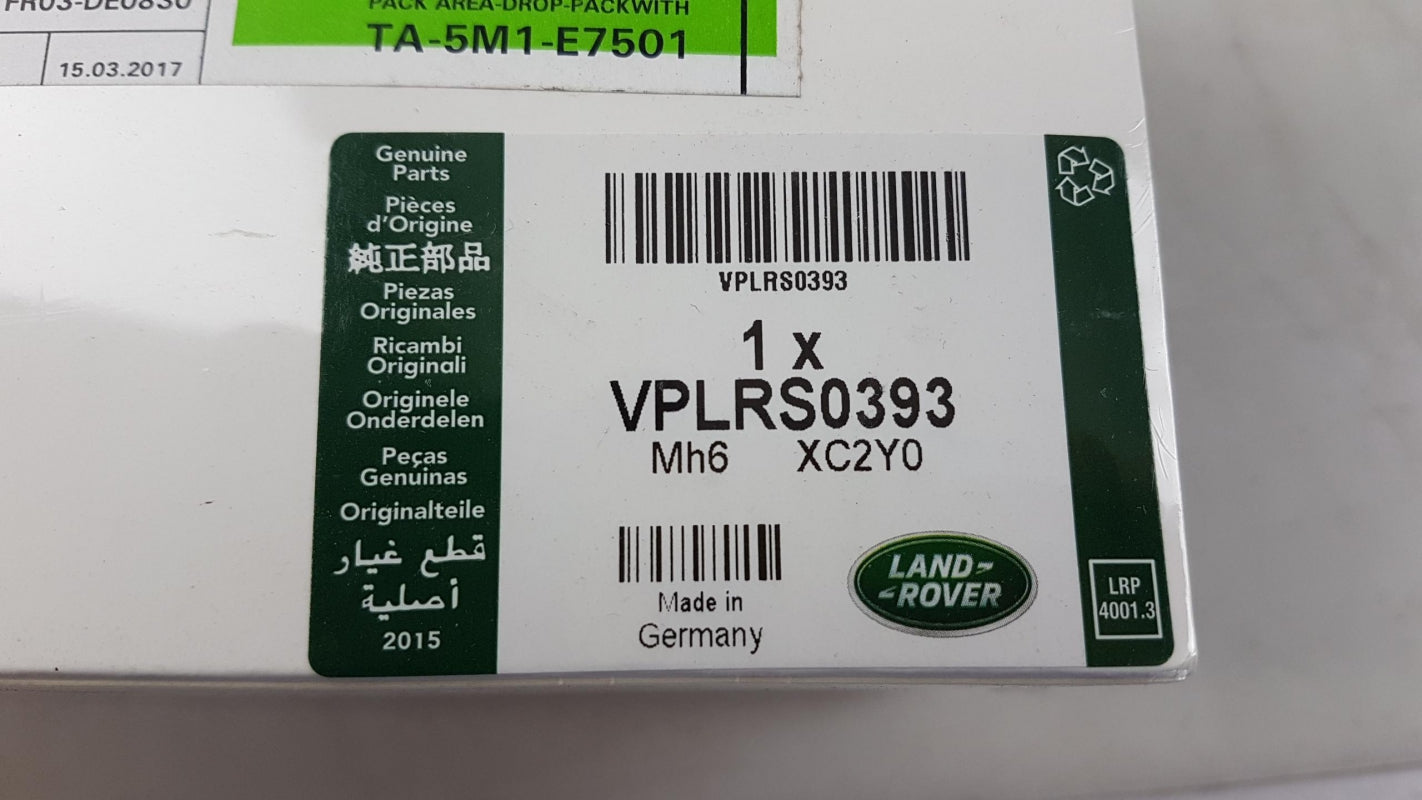 PACK AREA-DROP-PACKWITH
TA-5M1-E7501
15.03.2017
Genuine
Parts
Pièces
d'Origine
純正部品
Piezas
Originales
Ricambi
Originali
Originele
Onderdelen
Peças
Genuinas
Originalteile
قطع غيار
أصلية
2015
VPLRS0393
1 x
VPLRS0393
Mh6 XC2Y0
Made in
Germany
LAND-
-ROVER
LRP
4001.3